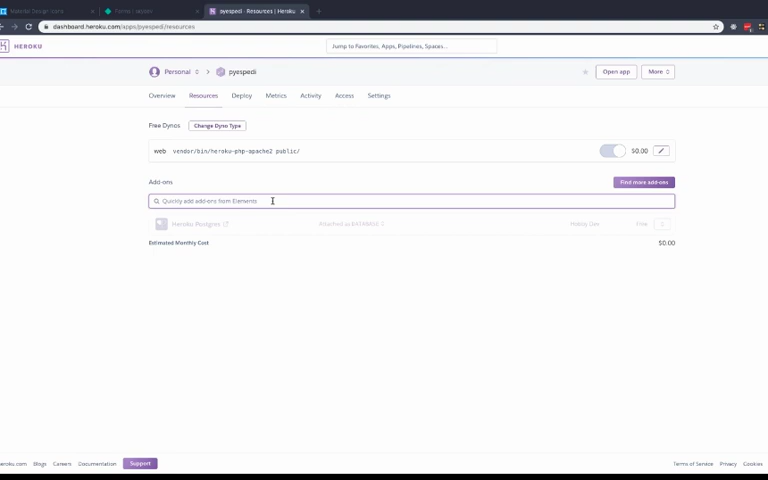 Material Design Icons
pyespedi · Resources | Heroku
dashboard.heroku.com/apps/pyespedi/resources
HEROKU
Jump to Favorites, Apps, Pipelines, Spaces...
Personal > pyespedi
Open app
More
Overview Resources Deploy Metrics Activity Access Settings
Free Dynos
Change Dyno Type
web vendor/bin/heroku-php-apache2 public/
$0.00
Add-ons
Find more add-ons
Quickly add add-ons from Elements
Heroku Postgres
Attached as DATABASE
Hobby Dev
Free
Estimated Monthly Cost
$0.00
heroku.com Blogs Careers Documentation
Support
Terms of Service Privacy Cookies